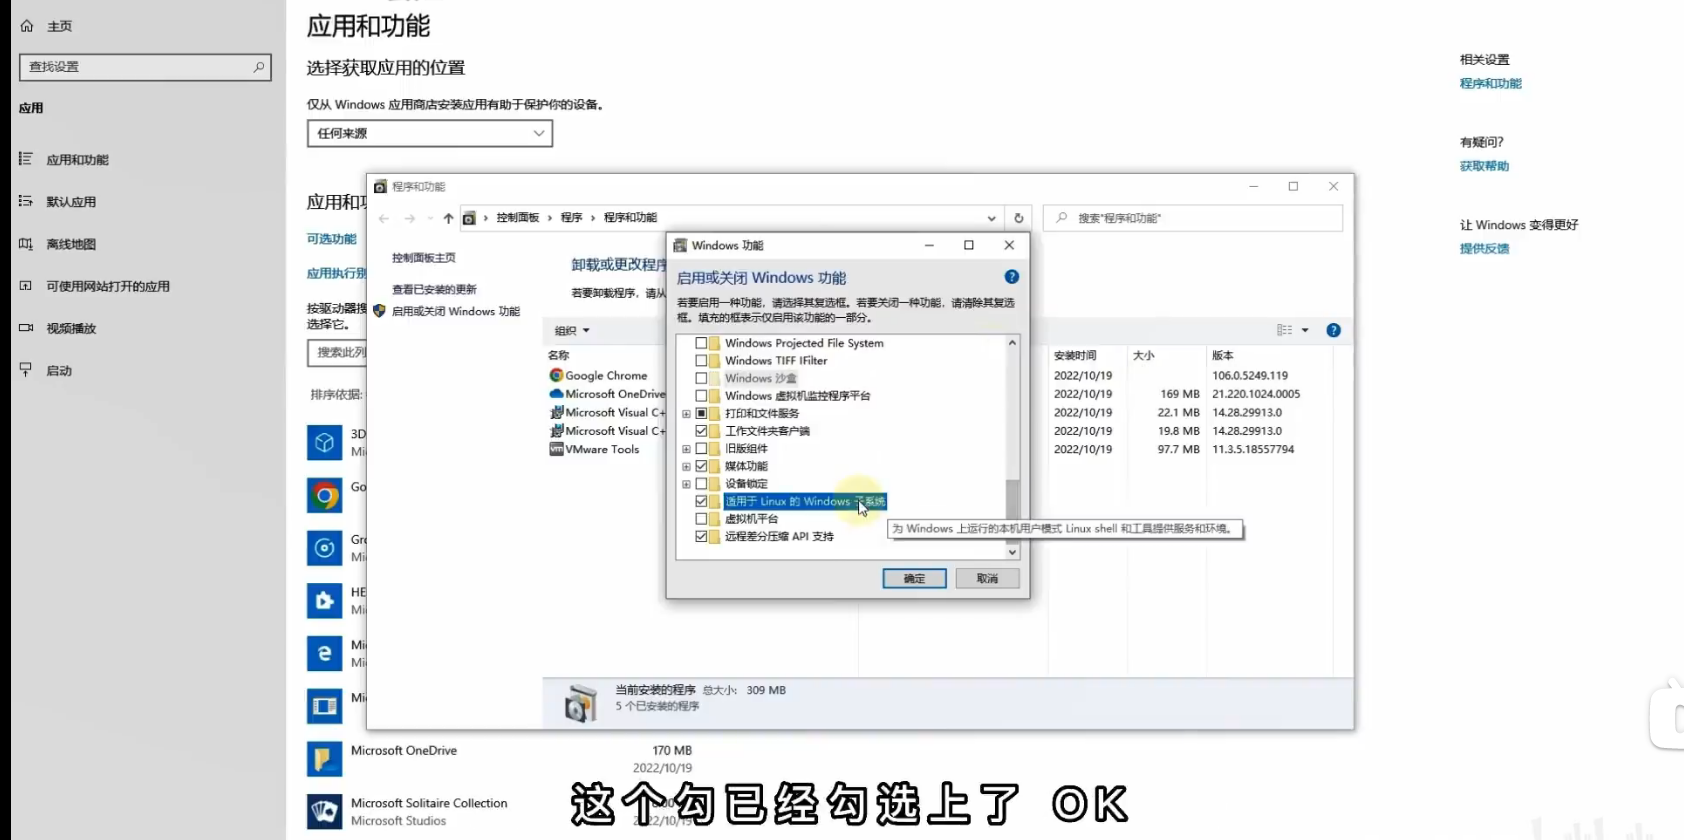 主页
查找设置
应用
应用和功能
默认应用
离线地图
可使用网站打开的应用
视频播放
启动
应用和功能
选择获取应用的位置
仅从 Windows 应用商店安装应用有助于保护你的设备。
任何来源
应用和
可选功能
应用执行别
按驱动器搜
选择它。
搜索此列
排序依据:
3D
Mi
Go
Gr
Mi
HE
Mi
Mi
Mi
Mi
Microsoft OneDrive
170 MB
2022/10/19
Microsoft Solitaire Collection
Microsoft Studios
相关设置
程序和功能
有疑问?
获取帮助
让 Windows 变得更好
提供反馈
程序和功能
控制面板 › 程序 › 程序和功能
搜索"程序和功能"
控制面板主页
查看已安装的更新
启用或关闭 Windows 功能
卸载或更改程序
若要卸载程序，请从
组织
名称
安装时间
大小
版本
Google Chrome
2022/10/19
106.0.5249.119
Microsoft OneDrive
2022/10/19
169 MB
21.220.1024.0005
Microsoft Visual C+
2022/10/19
22.1 MB
14.28.29913.0
Microsoft Visual C+
2022/10/19
19.8 MB
14.28.29913.0
VMware Tools
2022/10/19
97.7 MB
11.3.5.18557794
当前安装的程序 总大小: 309 MB
5 个已安装的程序
Windows 功能
启用或关闭 Windows 功能
若要启用一种功能，请选择其复选框。若要关闭一种功能，请清除其复选
框。填充的框表示仅启用该功能的一部分。
Windows Projected File System
Windows TIFF IFilter
Windows 沙盒
Windows 虚拟机监控程序平台
打印和文件服务
工作文件夹客户端
旧版组件
媒体功能
设备锁定
适用于 Linux 的 Windows 子系统
虚拟机平台
远程差分压缩 API 支持
为 Windows 上运行的本机用户模式 Linux shell 和工具提供服务和环境。
确定
取消
这个勾已经勾选上了 OK